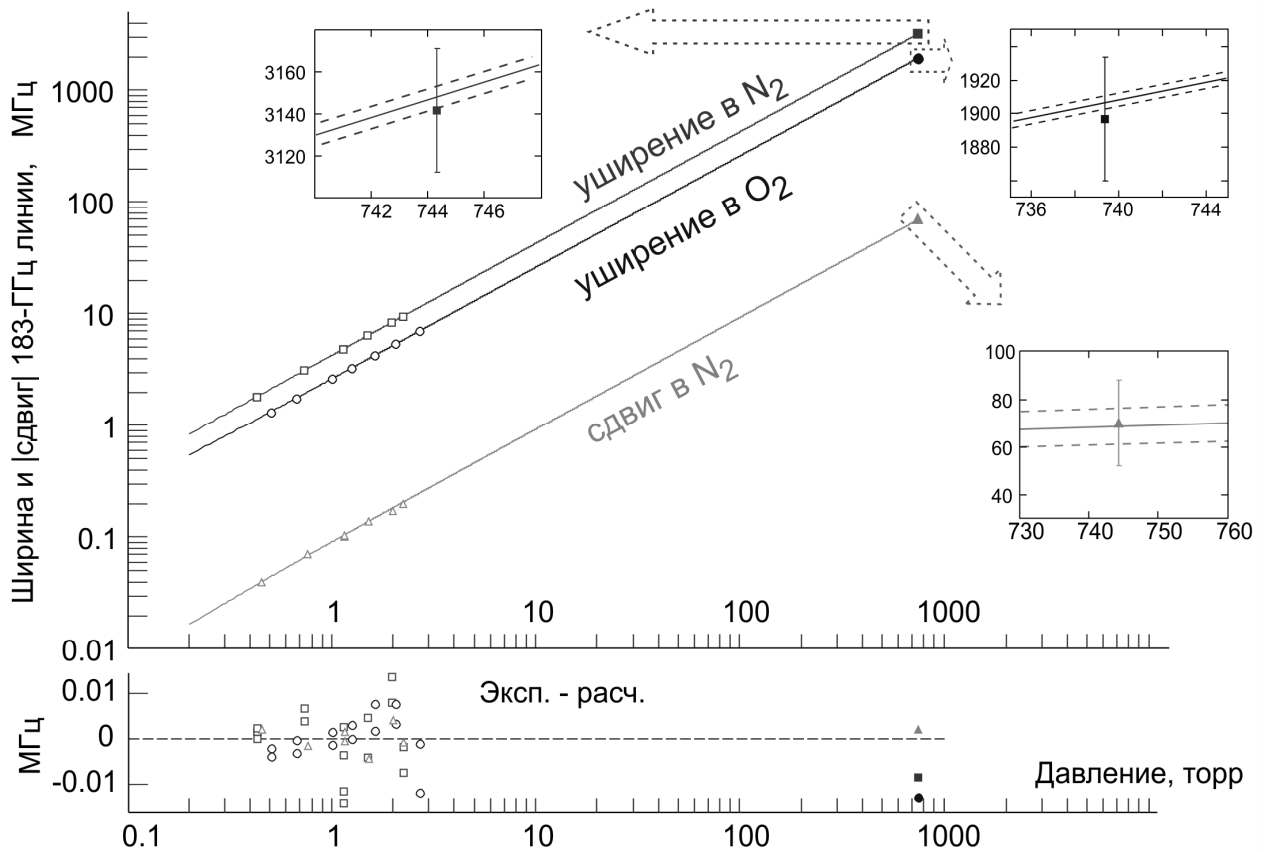 Ширина и |сдвиг| 183-ГГц линии, МГц
1000
100
10
1
0.1
0.01
3160
3140
3120
742 744 746
уширение в N2
уширение в O2
сдвиг в N2
1920
1900
1880
736 740 744
100
80
60
40
730 740 750 760
1 10 100 1000
МГц
0.01
0
-0.01
Эксп. - расч.
Давление, торр
0.1 1 10 100 1000